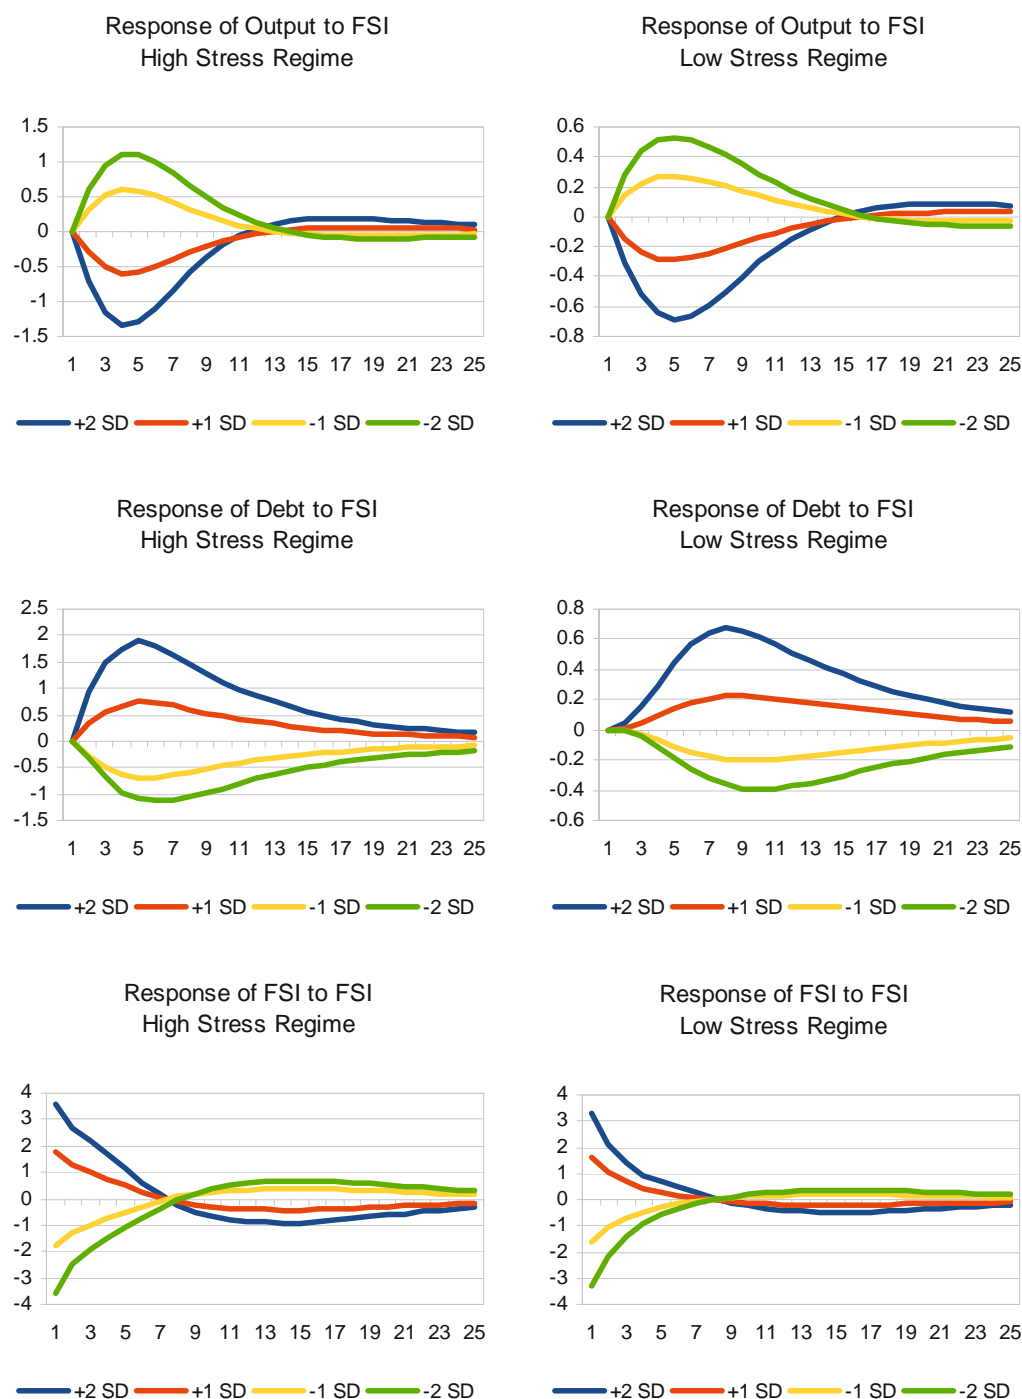 Response of Output to FSI
High Stress Regime
1.5
1
0.5
0
-0.5
-1
-1.5
1 3 5 7 9 11 13 15 17 19 21 23 25
+2 SD +1 SD -1 SD -2 SD
Response of Output to FSI
Low Stress Regime
0.6
0.4
0.2
0
-0.2
-0.4
-0.6
-0.8
1 3 5 7 9 11 13 15 17 19 21 23 25
+2 SD +1 SD -1 SD -2 SD
Response of Debt to FSI
High Stress Regime
2.5
2
1.5
1
0.5
0
-0.5
-1
-1.5
1 3 5 7 9 11 13 15 17 19 21 23 25
+2 SD +1 SD -1 SD -2 SD
Response of Debt to FSI
Low Stress Regime
0.8
0.6
0.4
0.2
0
-0.2
-0.4
-0.6
1 3 5 7 9 11 13 15 17 19 21 23 25
+2 SD +1 SD -1 SD -2 SD
Response of FSI to FSI
High Stress Regime
4
3
2
1
0
-1
-2
-3
-4
1 3 5 7 9 11 13 15 17 19 21 23 25
+2 SD +1 SD -1 SD -2 SD
Response of FSI to FSI
Low Stress Regime
4
3
2
1
0
-1
-2
-3
-4
1 3 5 7 9 11 13 15 17 19 21 23 25
+2 SD +1 SD -1 SD -2 SD